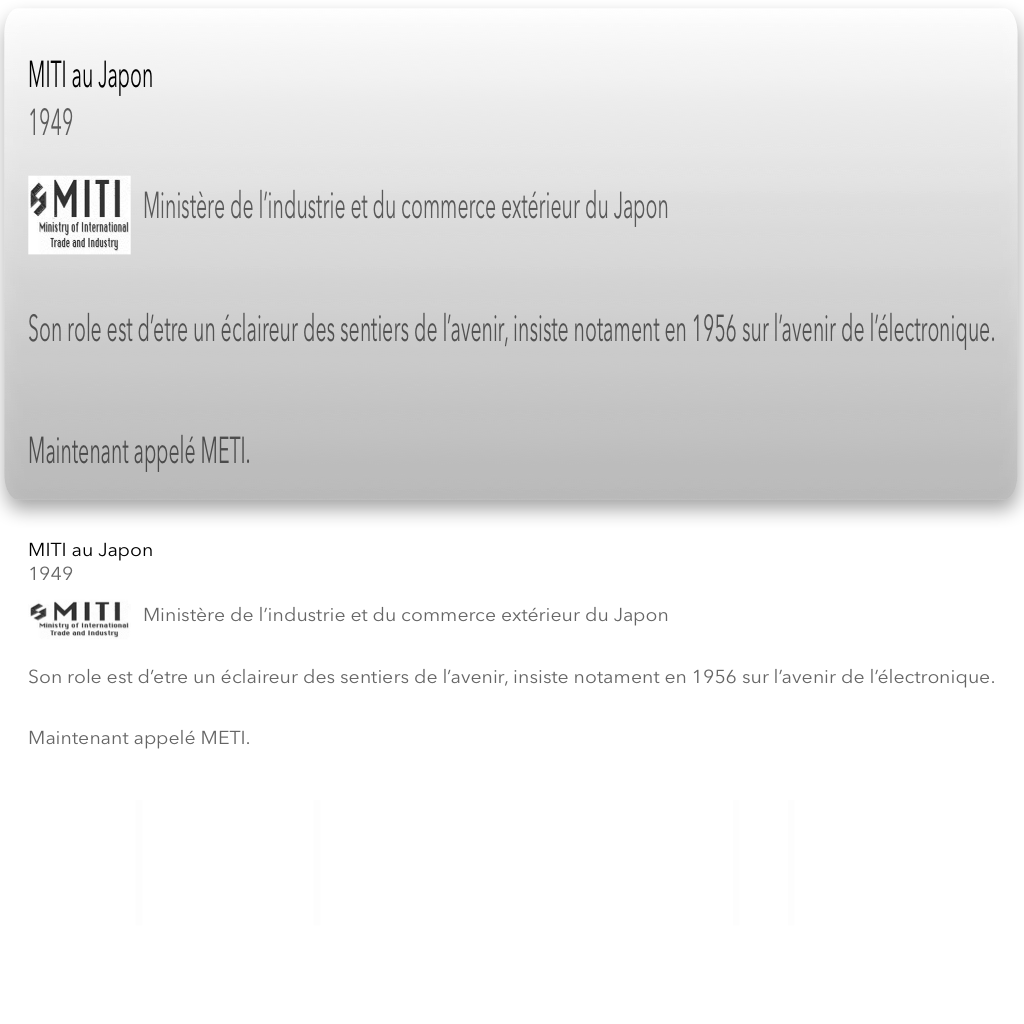 MITI au Japon
1949
MITI
Ministry of International
Trade and Industry
Ministère de l’industrie et du commerce extérieur du Japon
Son role est d’etre un éclaireur des sentiers de l’avenir, insiste notament en 1956 sur l’avenir de l’électronique.
Maintenant appelé METI.
MITI au Japon
1949
MITI
Ministry of International
Trade and Industry
Ministère de l’industrie et du commerce extérieur du Japon
Son role est d’etre un éclaireur des sentiers de l’avenir, insiste notament en 1956 sur l’avenir de l’électronique.
Maintenant appelé METI.